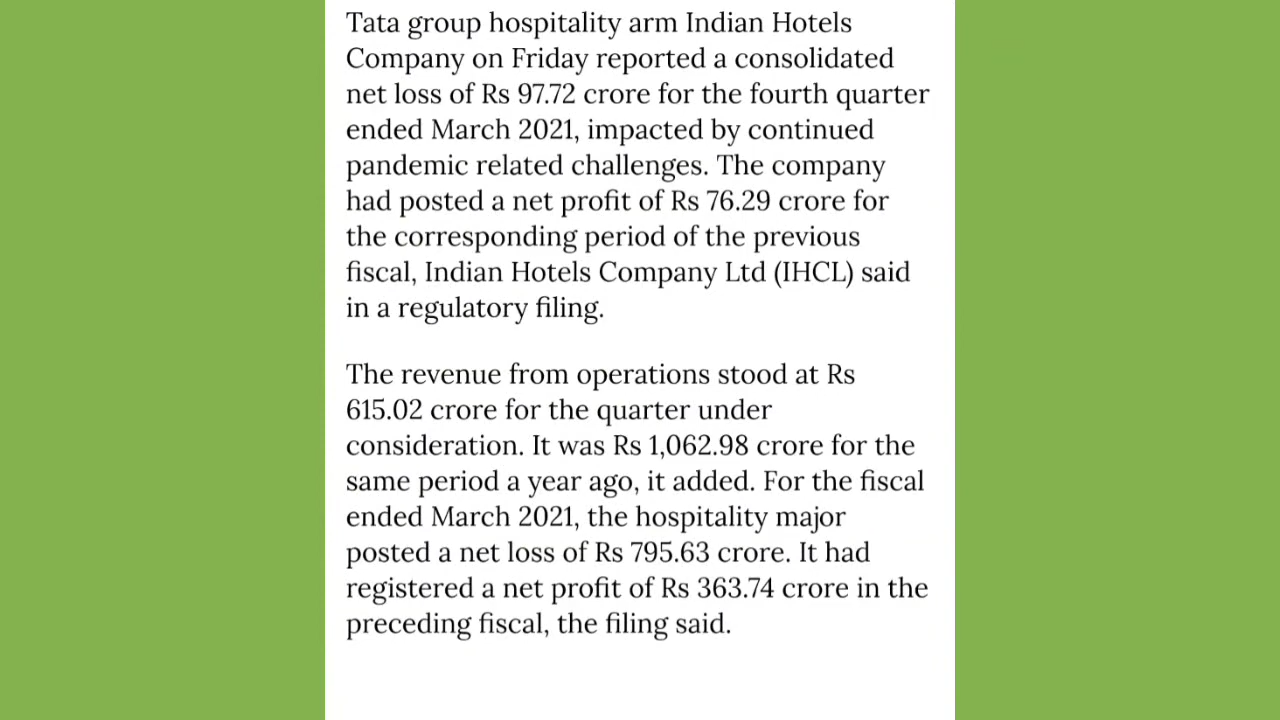 Tata group hospitality arm Indian Hotels
Company on Friday reported a consolidated
net loss of Rs 97.72 crore for the fourth quarter
ended March 2021, impacted by continued
pandemic related challenges. The company
had posted a net profit of Rs 76.29 crore for
the corresponding period of the previous
fiscal, Indian Hotels Company Ltd (IHCL) said
in a regulatory filing.
The revenue from operations stood at Rs
615.02 crore for the quarter under
consideration. It was Rs 1,062.98 crore for the
same period a year ago, it added. For the fiscal
ended March 2021, the hospitality major
posted a net loss of Rs 795.63 crore. It had
registered a net profit of Rs 363.74 crore in the
preceding fiscal, the filing said.